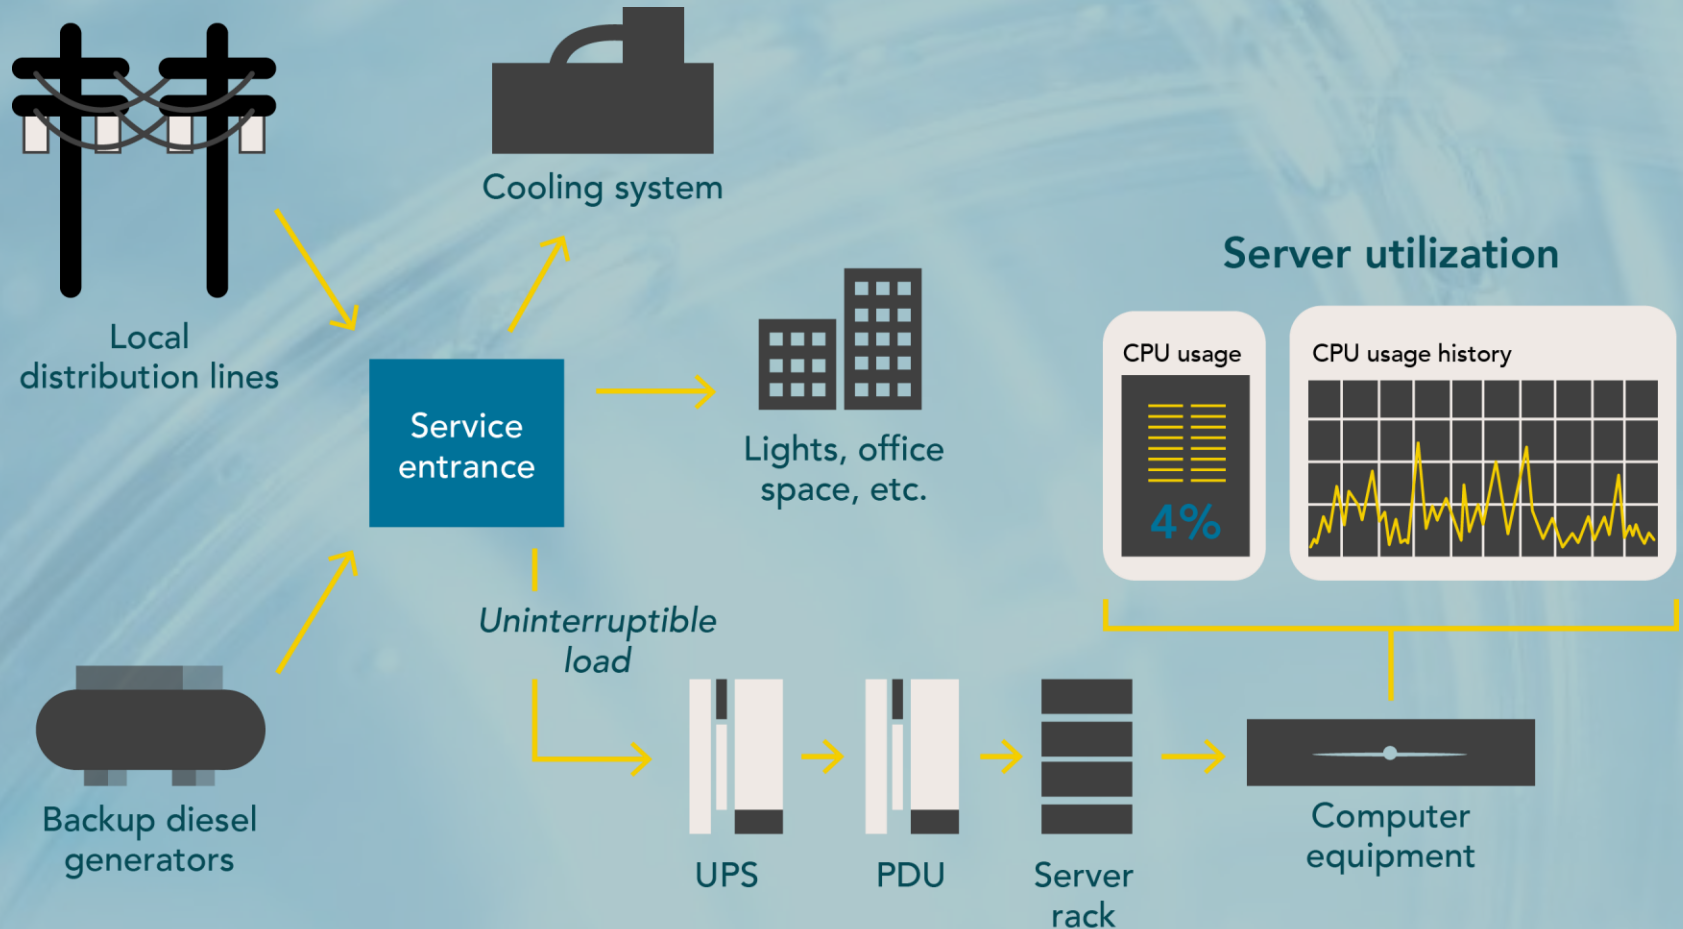 Cooling system
Local
distribution lines
Service
entrance
Lights, office
space, etc.
Server utilization
CPU usage
4%
CPU usage history
Uninterruptible
load
Backup diesel
generators
UPS
PDU
Server
rack
Computer
equipment